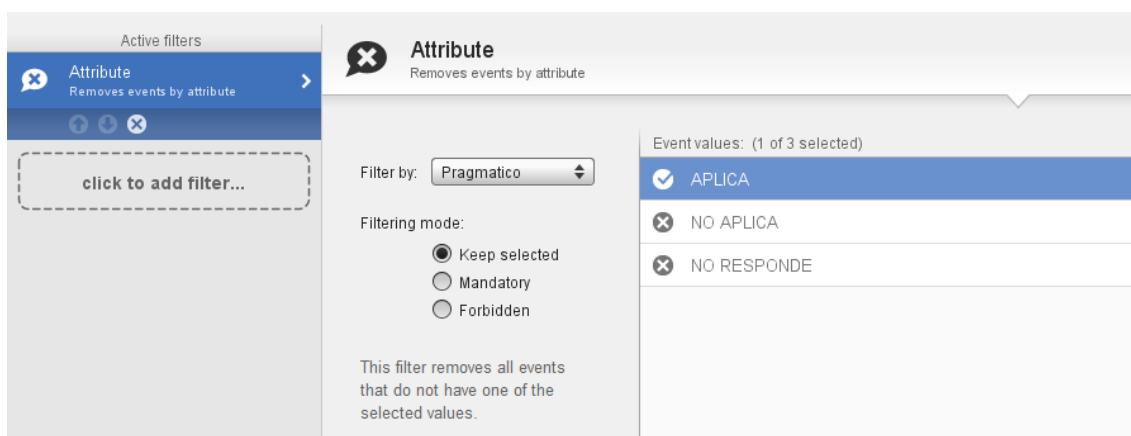 Active filters
Attribute
Removes events by attribute
click to add filter...
Attribute
Removes events by attribute
Filter by: Pragmatico
Filtering mode:
Keep selected
Mandatory
Forbidden
This filter removes all events
that do not have one of the
selected values.
Event values: (1 of 3 selected)
APLICA
NO APLICA
NO RESPONDE